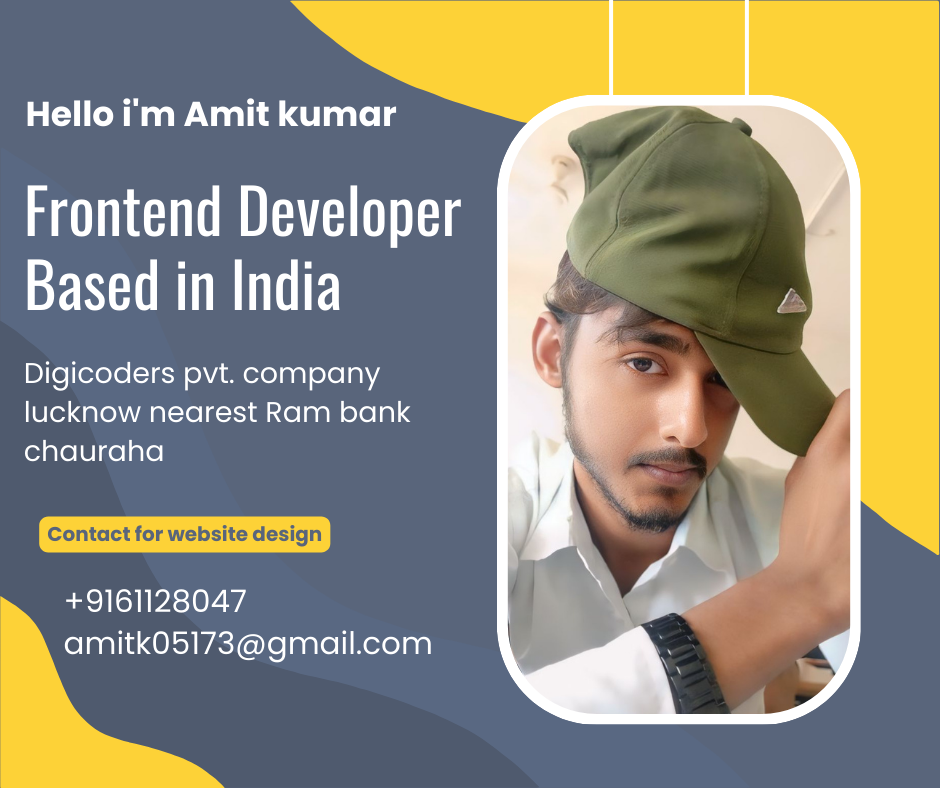 Hello i'm Amit kumar
Frontend Developer
Based in India
Digicoders pvt. company
lucknow nearest Ram bank
chauraha
Contact for website design
+9161128047
amitk05173@gmail.com